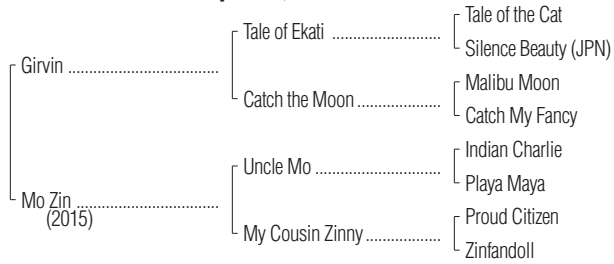 Tale of the Cat
Tale of Ekati ........................
Silence Beauty (JPN)
Girvin ..............................................
Malibu Moon
Catch the Moon ..................
Catch My Fancy
Indian Charlie
Uncle Mo .............................
Playa Maya
Mo Zin ...........................................
(2015)
Proud Citizen
My Cousin Zinny .................
Zinfandoll